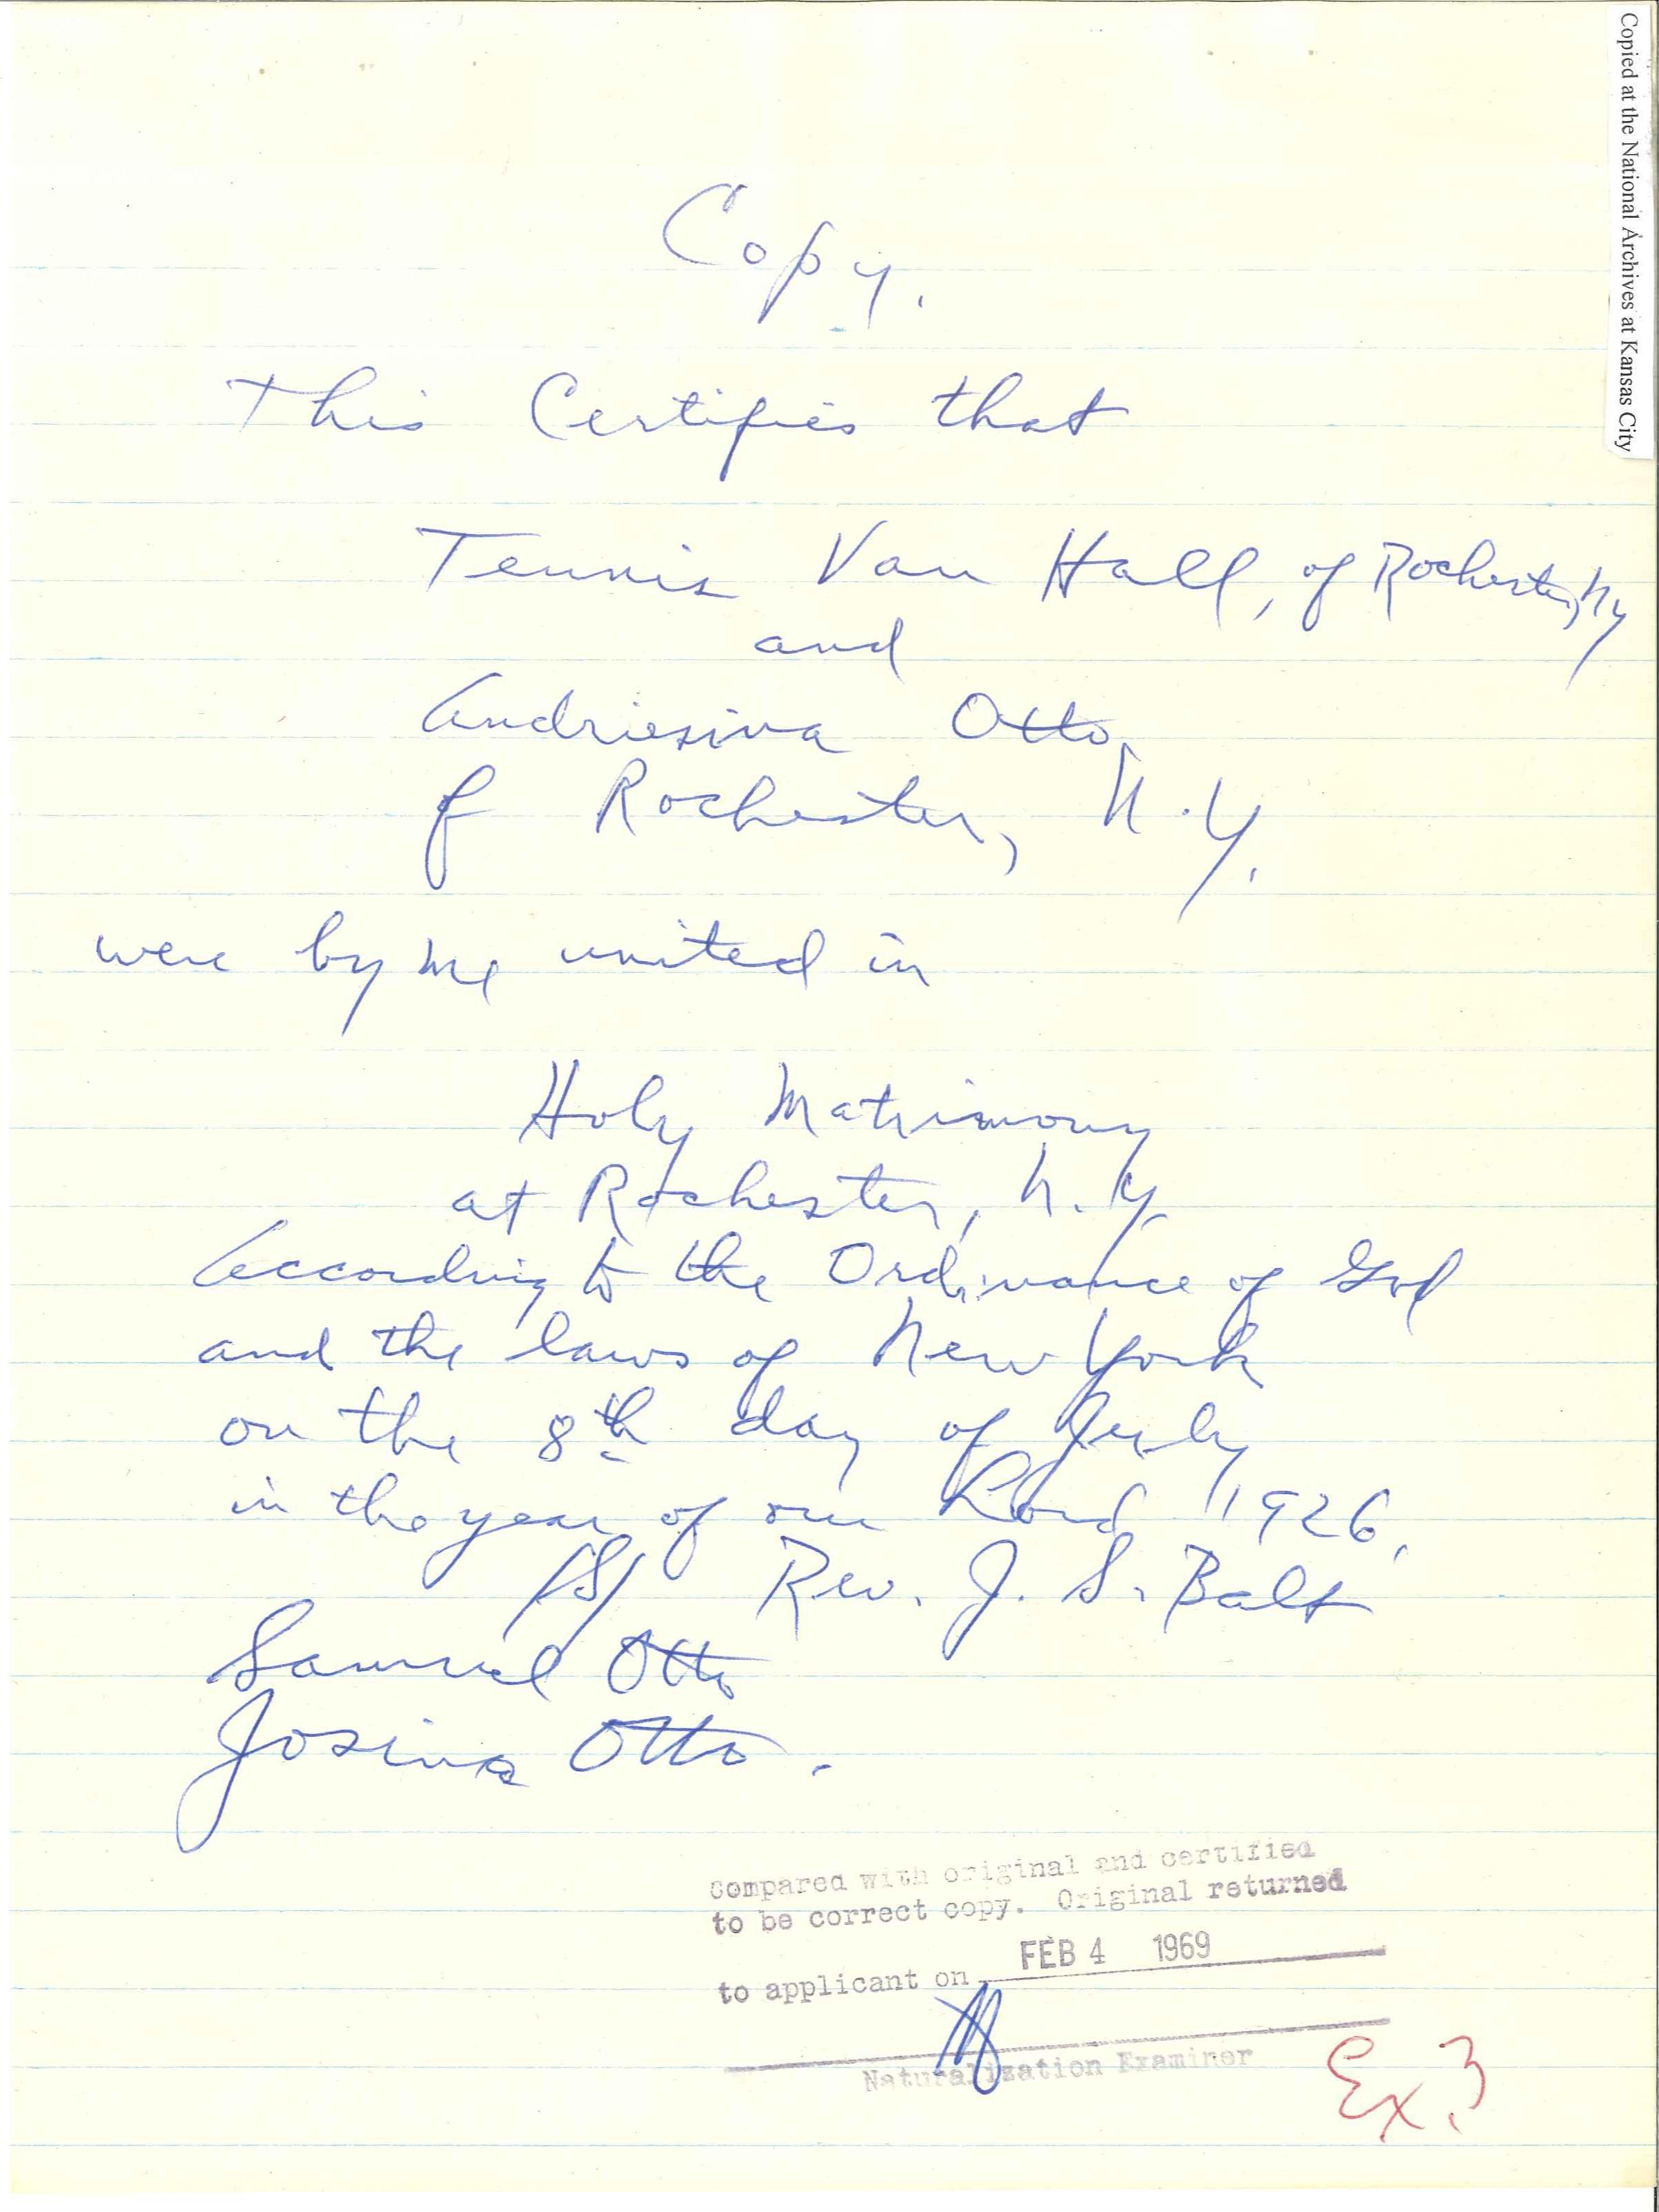 Copied at the National Archives at Kansas City
Copy.
This Certifies that
Tennis Van Hall, of Rochester, Ny
and
Andriesina Otto,
of Rochester, N.Y.
were by me united in
Holy Matrimony
at Rochester, N.Y.
According to the Ordinance of God
and the laws of New York
on the 8th day of July
in the year of our Lord 1926.
/S/ Rev. J. S. Balt
Samuel Otto
Josina Otto.
Compared with original and certified
to be correct copy. Original returned
to applicant on FEB 4 1969
Naturalization Examiner
Ex. 3